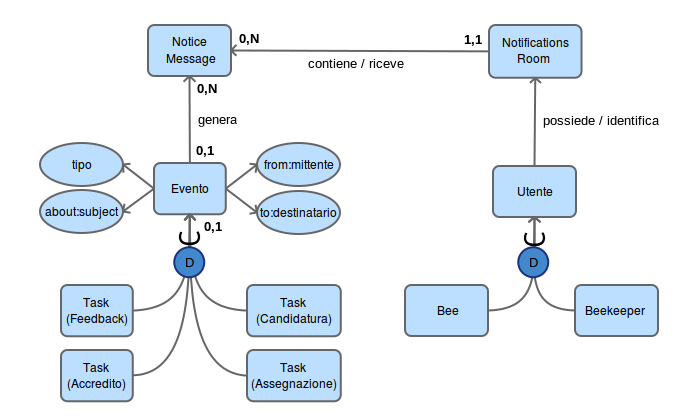 Notice
Message
0,N
1,1
Notifications
Room
contiene / riceve
0,N
genera
possiede / identifica
0,1
tipo
from:mittente
Evento
Utente
about:subject
to:destinatario
0,1
D
D
Task
(Feedback)
Task
(Candidatura)
Bee
Beekeeper
Task
(Accredito)
Task
(Assegnazione)